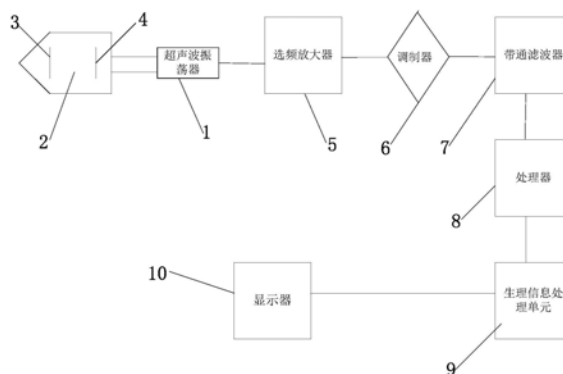 3
4
2
超声波振
荡器
1
选频放大器
5
调制器
6
带通滤波器
7
处理器
8
10
显示器
生理信息处
理单元
9